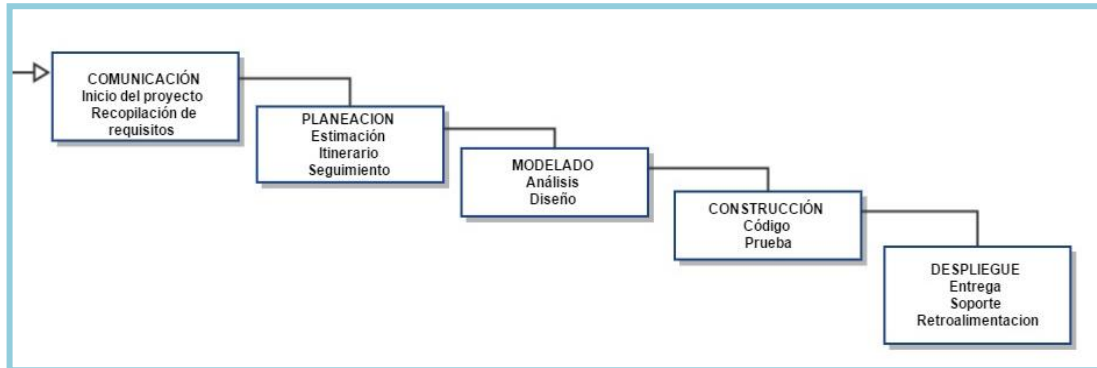 COMUNICACIÓN
Inicio del proyecto
Recopilación de
requisitos
PLANEACION
Estimación
Itinerario
Seguimiento
MODELADO
Análisis
Diseño
CONSTRUCCIÓN
Código
Prueba
DESPLIEGUE
Entrega
Soporte
Retroalimentacion